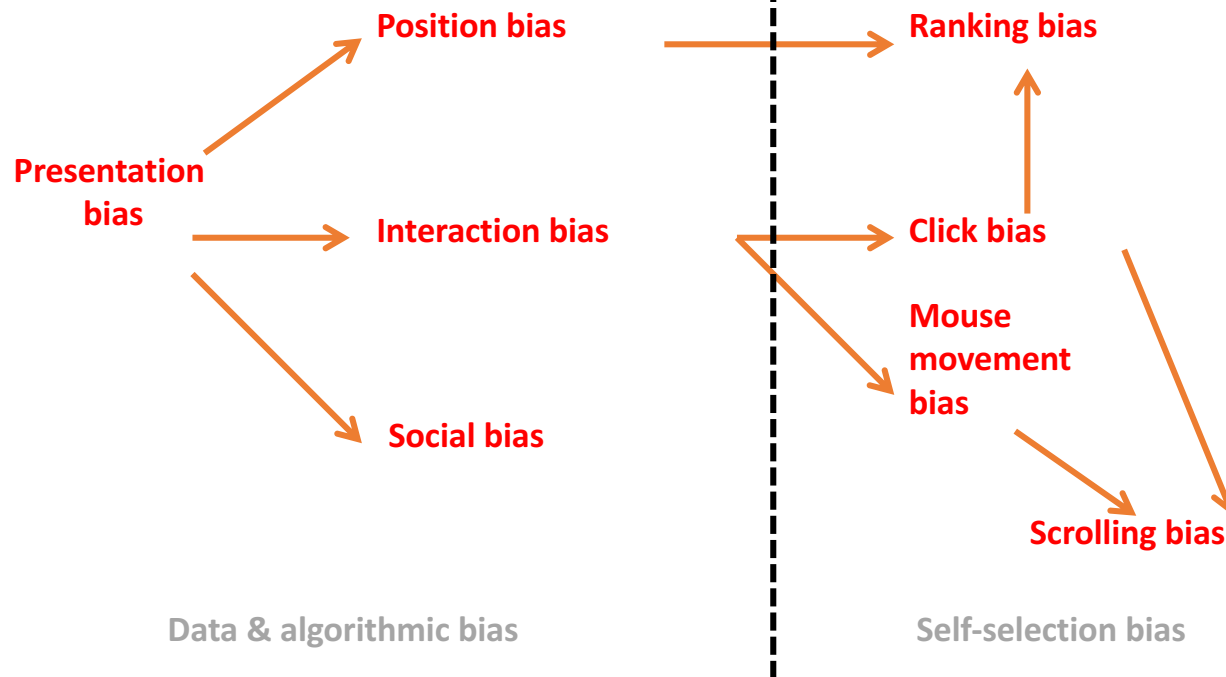 Position bias
Ranking bias
Presentation
bias
Interaction bias
Click bias
Mouse
movement
bias
Social bias
Scrolling bias
Data & algorithmic bias
Self-selection bias